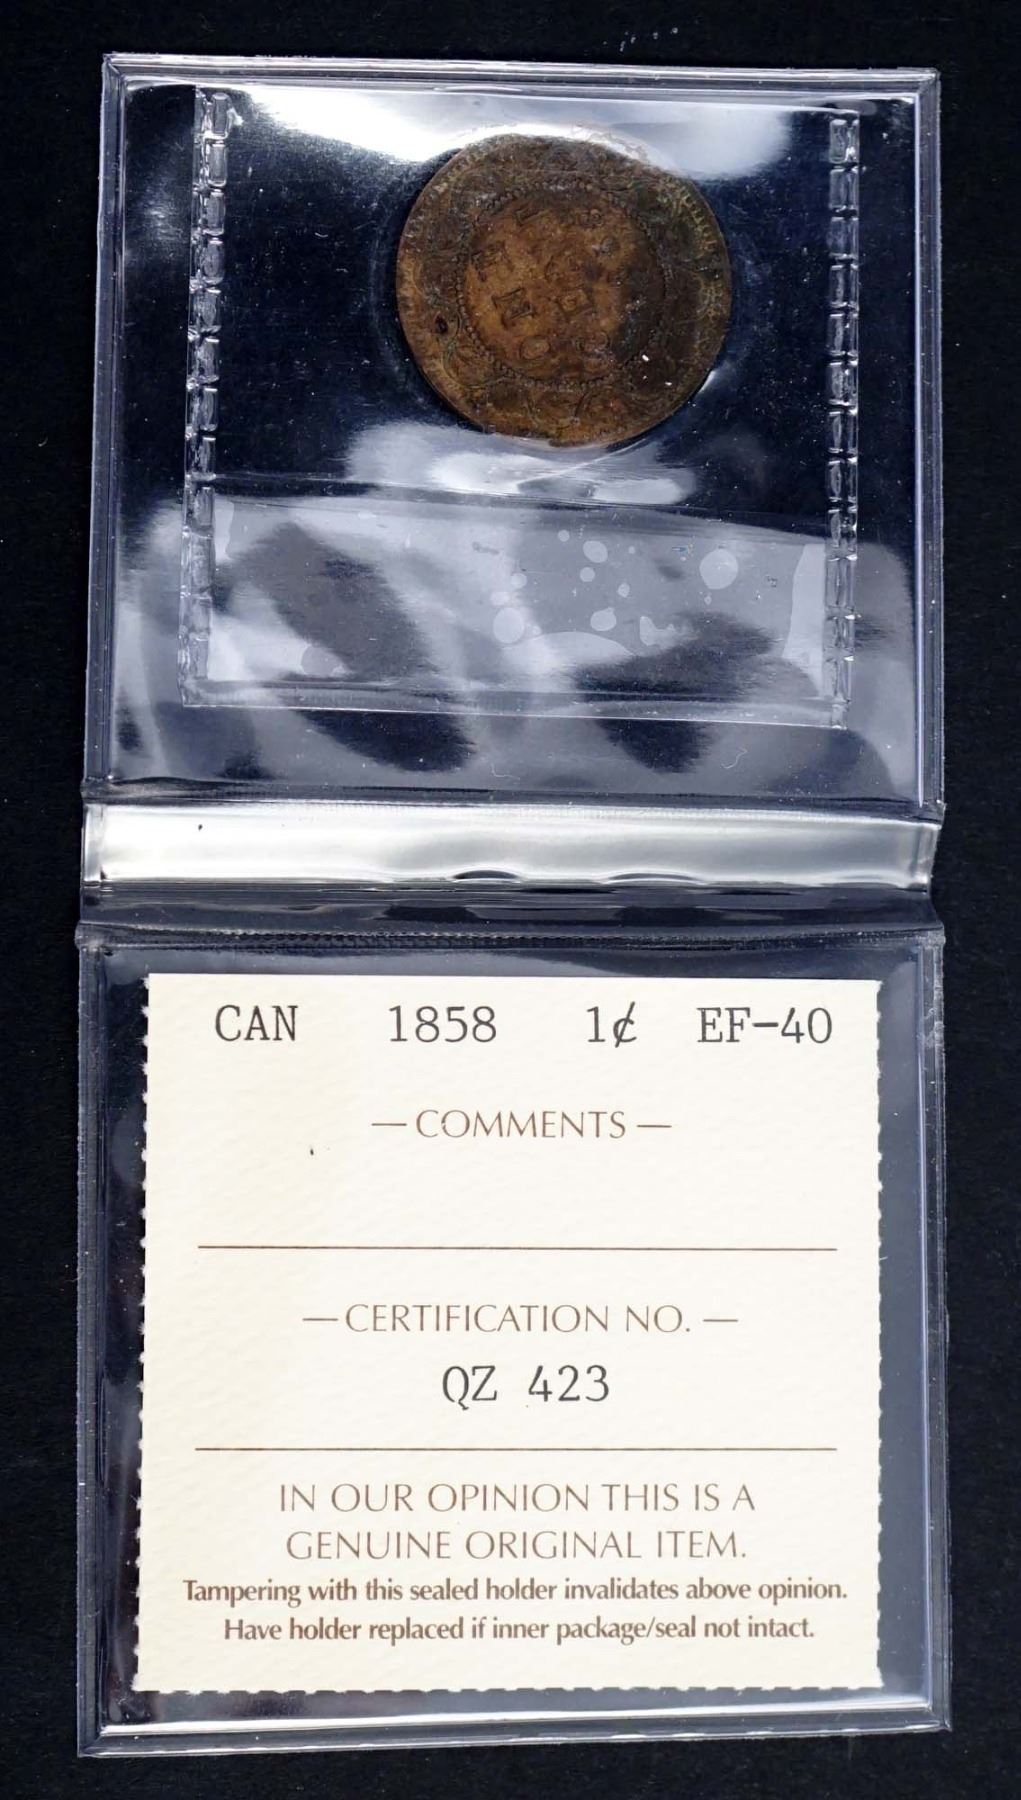 CAN 1858 1¢ EF-40
— COMMENTS —
— CERTIFICATION NO. —
QZ 423
IN OUR OPINION THIS IS A
GENUINE ORIGINAL ITEM.
Tampering with this sealed holder invalidates above opinion.
Have holder replaced if inner package/seal not intact.